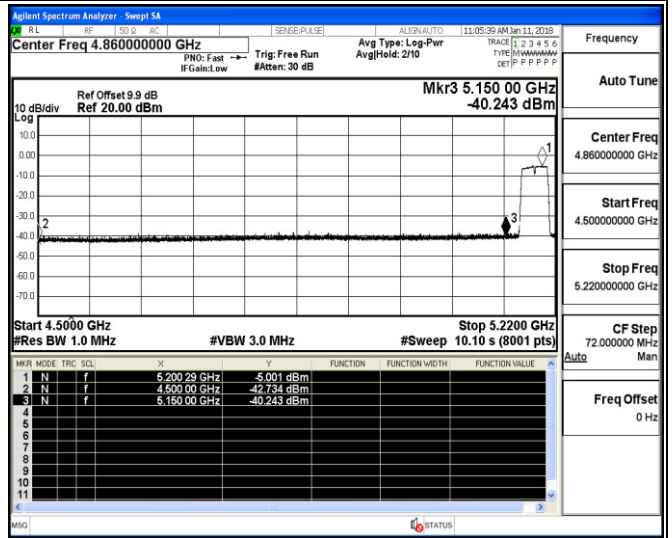 Agilent Spectrum Analyzer - Swept SA
LXI RL RF 50 Ω AC SENSE:PULSE ALIGN AUTO 11:05:39 AM Jan 11, 2018
Center Freq 4.860000000 GHz
PNO: Fast
IFGain:Low
Trig: Free Run
#Atten: 30 dB
Avg Type: Log-Pwr
Avg|Hold: 2/10
TRACE 1 2 3 4 5 6
TYPE MWWWWW
DET P P P P P P
Ref Offset 9.9 dB
10 dB/div Ref 20.00 dBm
Log
Mkr3 5.150 00 GHz
-40.243 dBm
10.0
0.00
-10.0
-20.0
-30.0
-40.0
-50.0
-60.0
-70.0
1
2
3
Start 4.5000 GHz Stop 5.2200 GHz
#Res BW 1.0 MHz #VBW 3.0 MHz #Sweep 10.10 s (8001 pts)
MKR MODE TRC SCL X Y FUNCTION FUNCTION WIDTH FUNCTION VALUE
1 N f 5.200 29 GHz -5.001 dBm
2 N f 4.500 00 GHz -42.734 dBm
3 N f 5.150 00 GHz -40.243 dBm
4
5
6
7
8
9
10
11
MSG STATUS
Frequency
Auto Tune
Center Freq
4.860000000 GHz
Start Freq
4.500000000 GHz
Stop Freq
5.220000000 GHz
CF Step
72.000000 MHz
Auto Man
Freq Offset
0 Hz